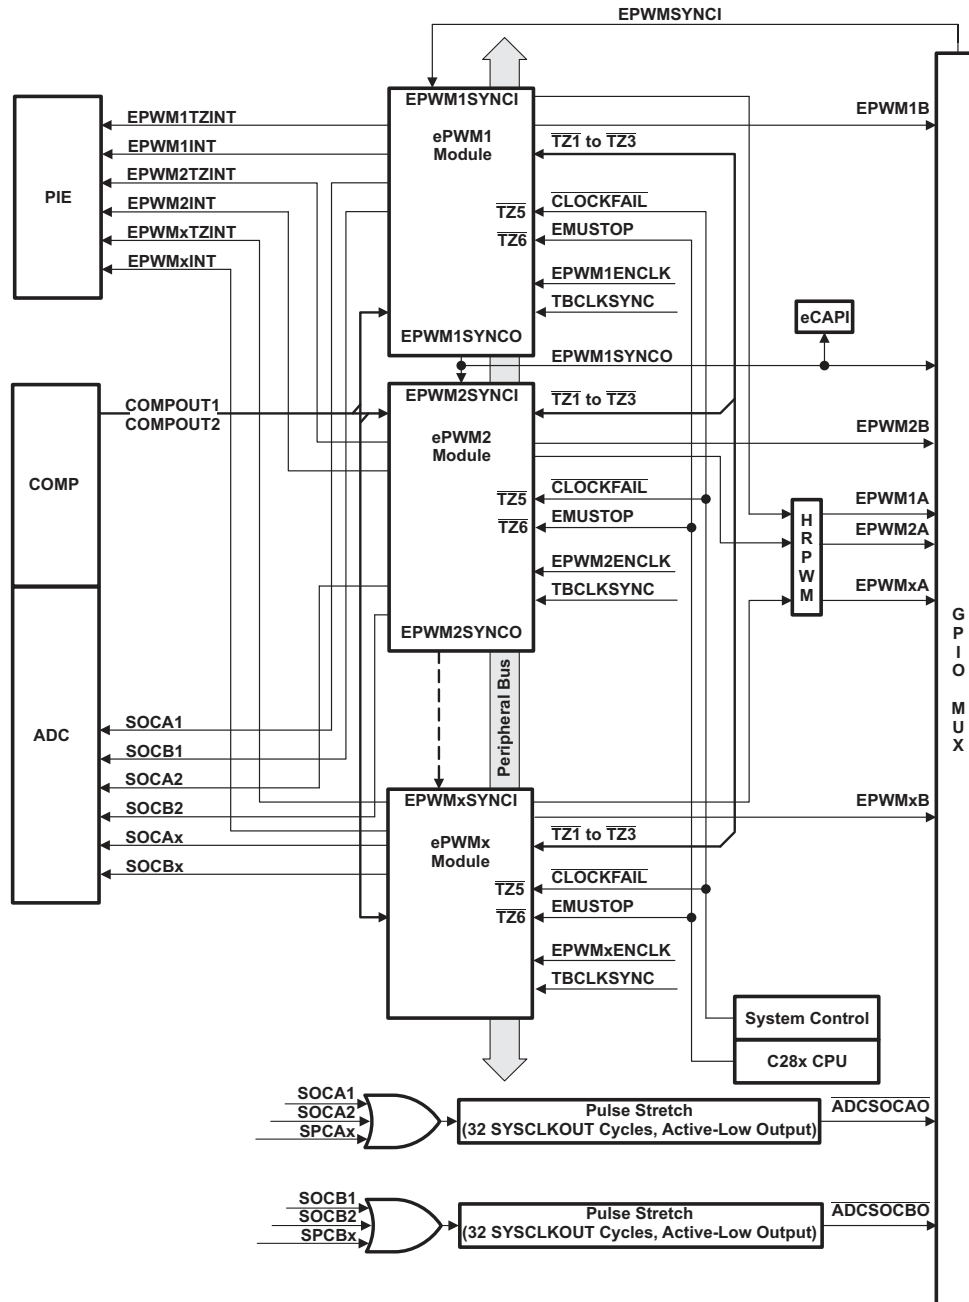 EPWMSYNCI
EPWM1SYNCI
EPWM1TZINT
EPWM1B
ePWM1
Module
TZ1 to TZ3
EPWM1INT
EPWM2TZINT
PIE
CLOCKFAIL
EPWM2INT
TZ5
EMUSTOP
EPWMxTZINT
TZ6
EPWMxINT
EPWM1ENCLK
TBCLKSYNC
eCAPI
EPWM1SYNCO
EPWM1SYNCO
EPWM2SYNCI
COMPOUT1
COMPOUT2
TZ1 to TZ3
ePWM2
Module
EPWM2B
COMP
CLOCKFAIL
TZ5
EPWM1A
EMUSTOP
TZ6
HRPWM
EPWM2A
EPWM2ENCLK
TBCLKSYNC
EPWMxA
EPWM2SYNCO
GPIO MUX
Peripheral Bus
ADC
SOCA1
SOCB1
SOCA2
SOCB2
SOCAx
SOCBx
EPWMxSYNCI
EPWMxB
ePWMx
Module
TZ1 to TZ3
CLOCKFAIL
TZ5
EMUSTOP
TZ6
EPWMxENCLK
TBCLKSYNC
System Control
C28x CPU
SOCA1
SOCA2
SPCAx
Pulse Stretch
(32 SYSCLKOUT Cycles, Active-Low Output)
ADCSOCAO
SOCB1
SOCB2
SPCBx
Pulse Stretch
(32 SYSCLKOUT Cycles, Active-Low Output)
ADCSOCBO